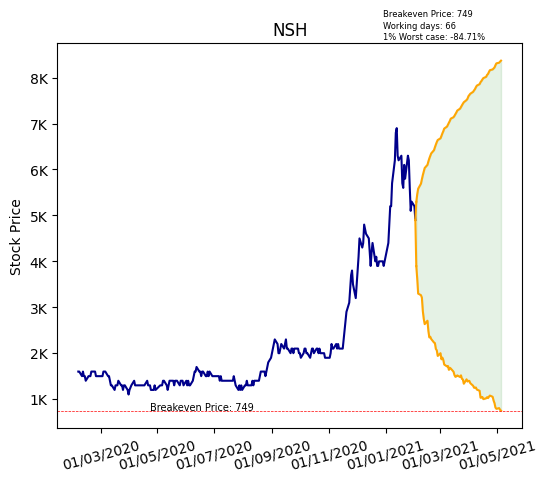 Breakeven Price: 749
Working days: 66
1% Worst case: -84.71%
NSH
Stock Price
8K
7K
6K
5K
4K
3K
2K
1K
Breakeven Price: 749
01/03/2020
01/05/2020
01/07/2020
01/09/2020
01/11/2020
01/01/2021
01/03/2021
01/05/2021